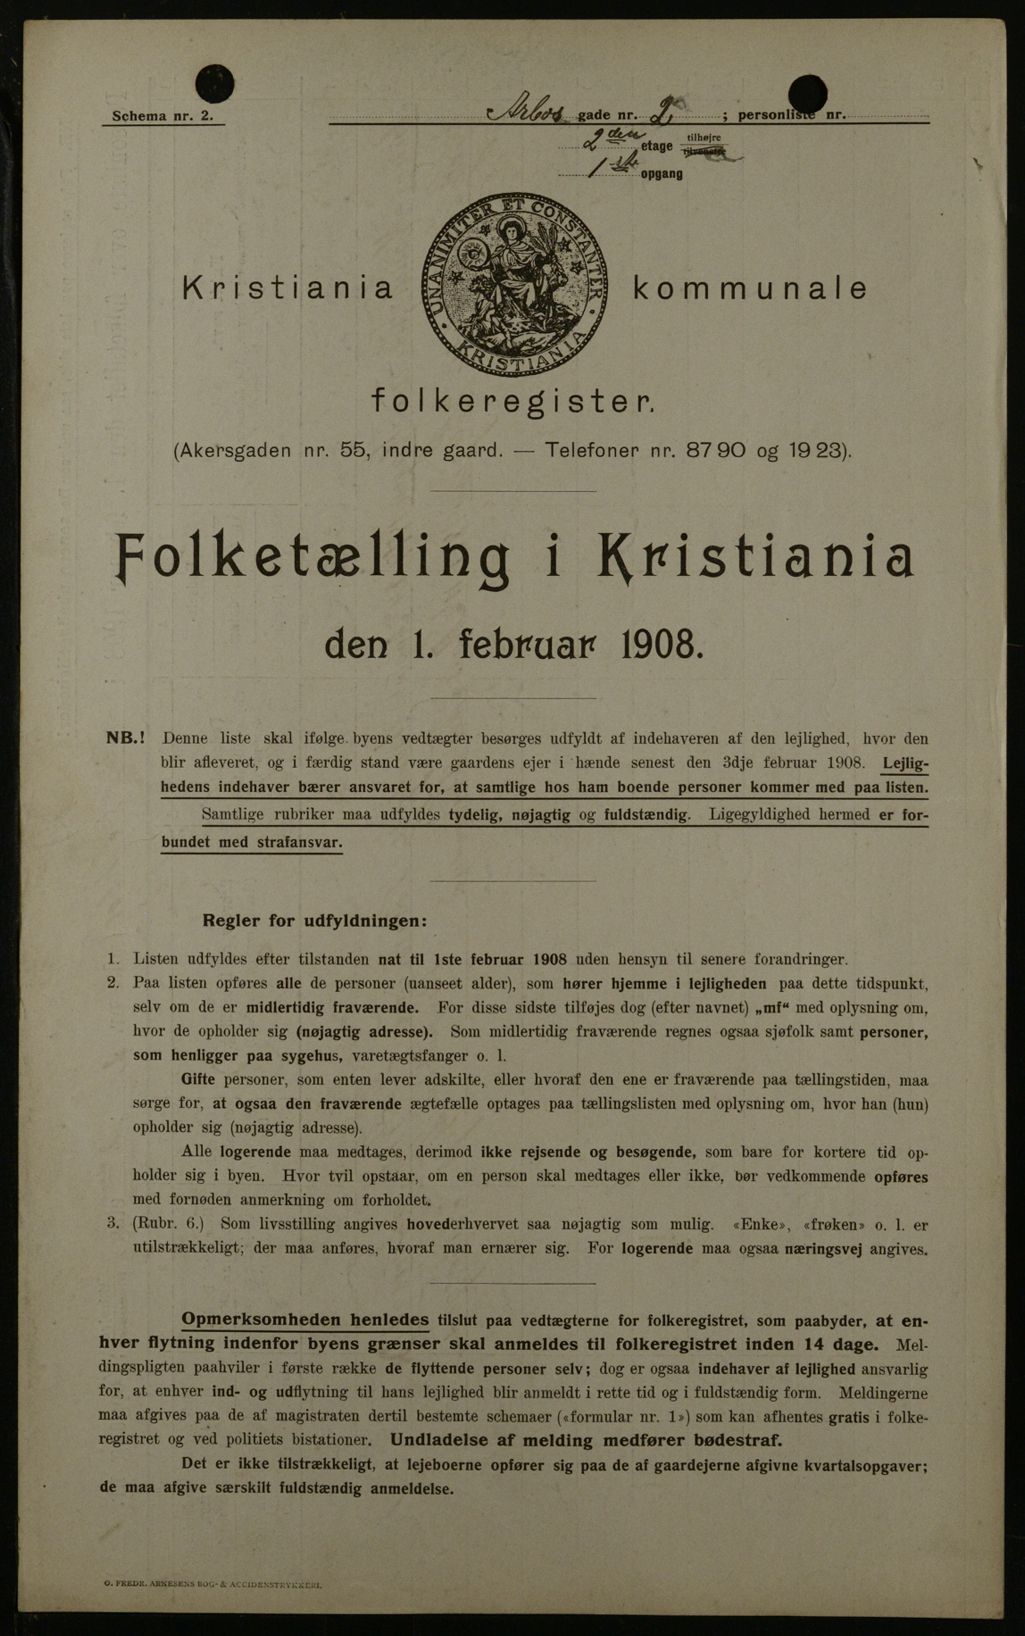 Schema nr. 2.
Arbos gade nr. 2, ; personliste nr.
2den etage tilhøjre tilvenstre
1ste opgang
UNANIMITER ET CONSTANTER
KRISTIANIA
Kristiania kommunale
folkeregister.
(Akersgaden nr. 55, indre gaard. — Telefoner nr. 87 90 og 19 23).
Folketælling i Kristiania
den 1. februar 1908.
NB.! Denne liste skal ifølge byens vedtægter besørges udfyldt af indehaveren af den lejlighed, hvor den
blir afleveret, og i færdig stand være gaardens ejer i hænde senest den 3dje februar 1908. Lejlig-
hedens indehaver bærer ansvaret for, at samtlige hos ham boende personer kommer med paa listen.
Samtlige rubriker maa udfyldes tydelig, nøjagtig og fuldstændig. Ligegyldighed hermed er for-
bundet med strafansvar.
Regler for udfyldningen:
1. Listen udfyldes efter tilstanden nat til 1ste februar 1908 uden hensyn til senere forandringer.
2. Paa listen opføres alle de personer (uanseet alder), som hører hjemme i lejligheden paa dette tidspunkt,
selv om de er midlertidig fraværende. For disse sidste tilføjes dog (efter navnet) „mf“ med oplysning om,
hvor de opholder sig (nøjagtig adresse). Som midlertidig fraværende regnes ogsaa sjøfolk samt personer,
som henligger paa sygehus, varetægtsfanger o. l.
Gifte personer, som enten lever adskilte, eller hvoraf den ene er fraværende paa tællingstiden, maa
sørge for, at ogsaa den fraværende ægtefælle optages paa tællingslisten med oplysning om, hvor han (hun)
opholder sig (nøjagtig adresse).
Alle logerende maa medtages, derimod ikke rejsende og besøgende, som bare for kortere tid op-
holder sig i byen. Hvor tvil opstaar, om en person skal medtages eller ikke, bør vedkommende opføres
med fornøden anmerkning om forholdet.
3. (Rubr. 6.) Som livsstilling angives hovederhvervet saa nøjagtig som mulig. «Enke», «frøken» o. l. er
utilstrækkeligt; der maa anføres, hvoraf man ernærer sig. For logerende maa ogsaa næringsvej angives.
Opmerksomheden henledes tilslut paa vedtægterne for folkeregistret, som paabyder, at en-
hver flytning indenfor byens grænser skal anmeldes til folkeregistret inden 14 dage. Mel-
dingspligten paahviler i første række de flyttende personer selv; dog er ogsaa indehaver af lejlighed ansvarlig
for, at enhver ind- og udflytning til hans lejlighed blir anmeldt i rette tid og i fuldstændig form. Meldingerne
maa afgives paa de af magistraten dertil bestemte schemaer («formular nr. 1») som kan afhentes gratis i folke-
registret og ved politiets bistationer. Undladelse af melding medfører bødestraf.
Det er ikke tilstrækkeligt, at lejeboerne opfører sig paa de af gaardejerne afgivne kvartalsopgaver;
de maa afgive særskilt fuldstændig anmeldelse.
O. FREDR. ARNESENS BOG- & ACCIDENSTRYKKERI.